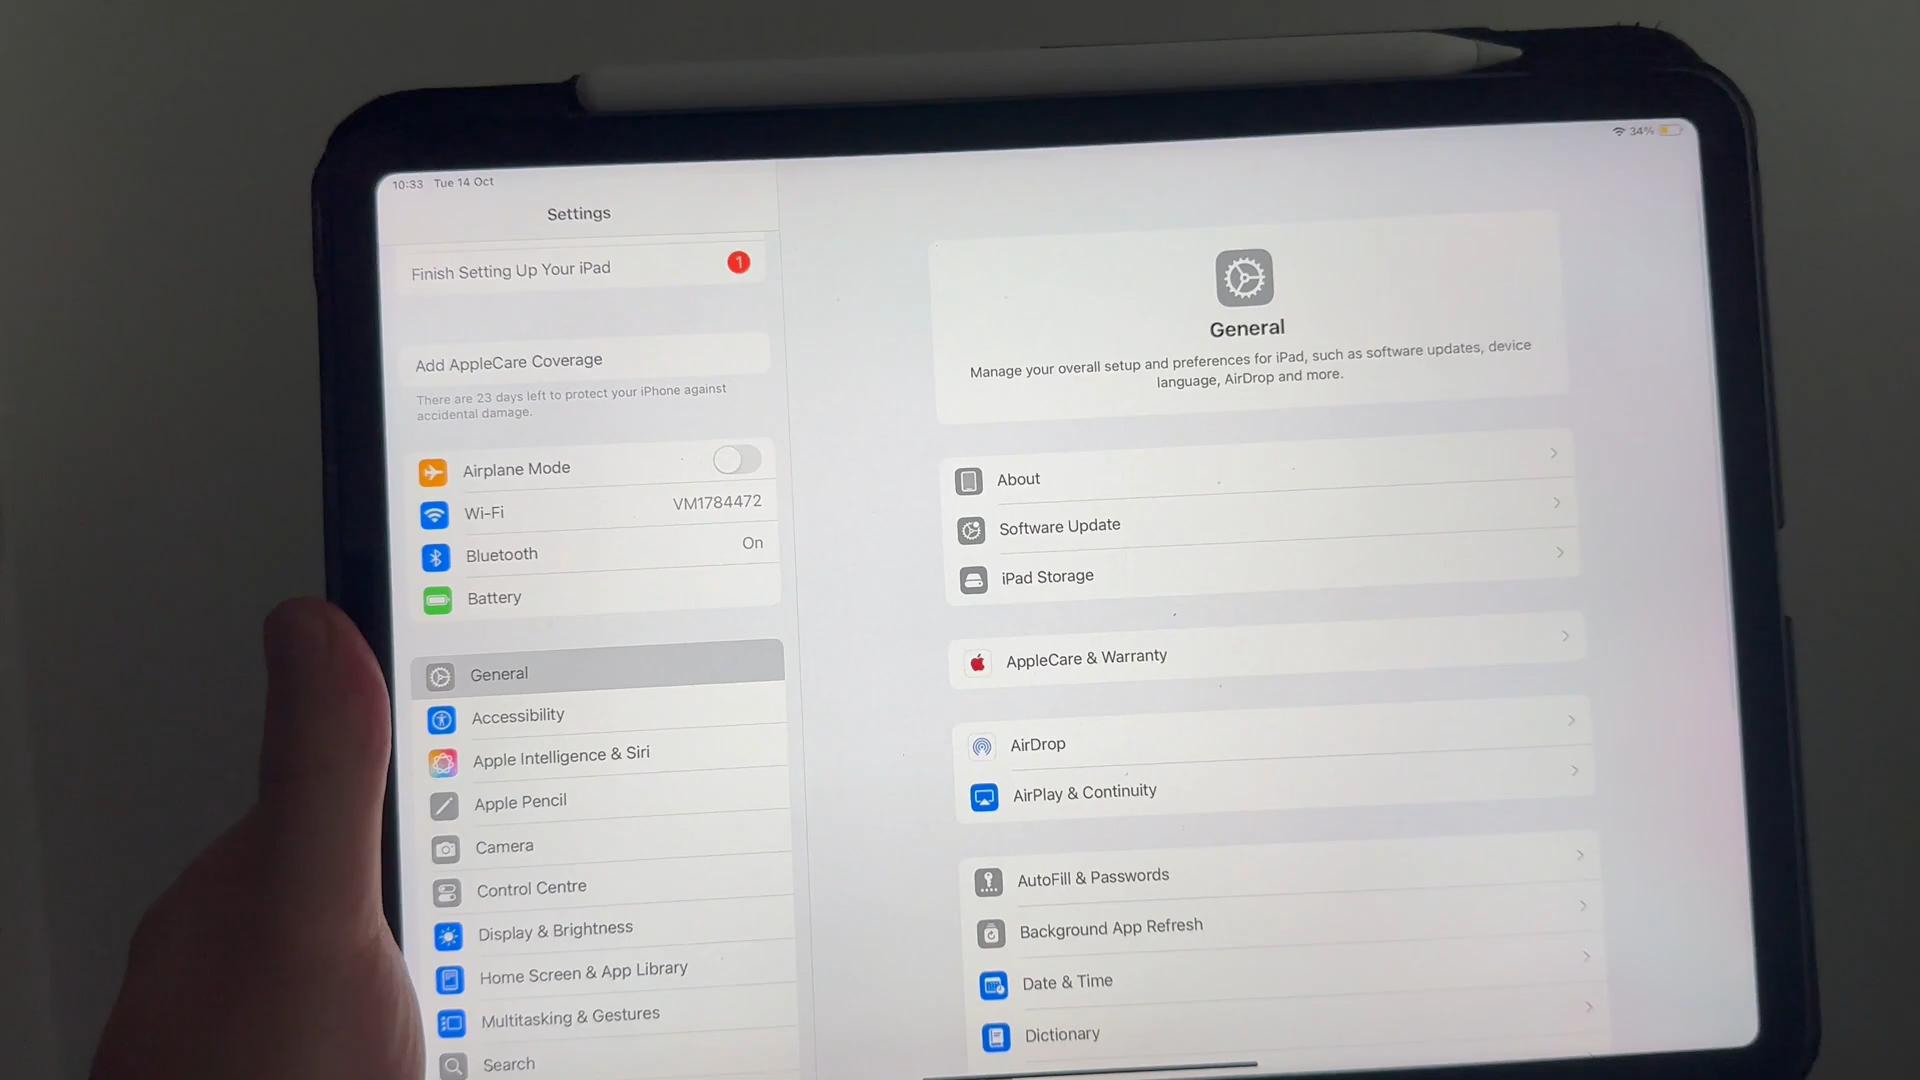 10:33 Tue 14 Oct
34%
Settings
Finish Setting Up Your iPad
1
Add AppleCare Coverage
There are 23 days left to protect your iPhone against
accidental damage.
Airplane Mode
Wi-Fi
VM1784472
Bluetooth
On
Battery
General
Accessibility
Apple Intelligence & Siri
Apple Pencil
Camera
Control Centre
Display & Brightness
Home Screen & App Library
Multitasking & Gestures
Search
General
Manage your overall setup and preferences for iPad, such as software updates, device
language, AirDrop and more.
About
Software Update
iPad Storage
AppleCare & Warranty
AirDrop
AirPlay & Continuity
AutoFill & Passwords
Background App Refresh
Date & Time
Dictionary